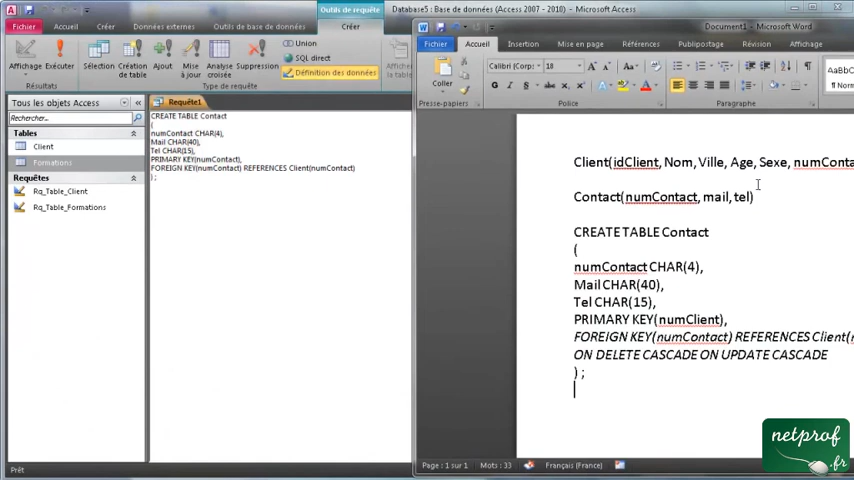 Outils de requête
Database5 : Base de données (Access 2007 - 2010) - Microsoft Access
Fichier
Accueil
Créer
Données externes
Outils de base de données
Créer
Affichage
Exécuter
Sélection
Création de table
Ajout
Mise à jour
Analyse croisée
Suppression
Union
SQL direct
Définition des données
Afficher la table
Résultats
Type de requête
Tous les objets Access
Rechercher...
Tables
Client
Formations
Requêtes
Rq_Table_Client
Rq_Table_Formations
Requête1
CREATE TABLE Contact
(
numContact CHAR(4),
Mail CHAR(40),
Tel CHAR(15),
PRIMARY KEY(numContact),
FOREIGN KEY(numContact) REFERENCES Client(numContact)
) ;
Prêt
Document1 - Microsoft Word
Fichier
Accueil
Insertion
Mise en page
Références
Publipostage
Révision
Affichage
Coller
Calibri (Corp
18
G I S
Presse-papiers
Police
Paragraphe
AaBb
¶ Norm
Client(idClient, Nom, Ville, Age, Sexe, numConta
Contact(numContact, mail, tel)
CREATE TABLE Contact
(
numContact CHAR(4),
Mail CHAR(40),
Tel CHAR(15),
PRIMARY KEY(numClient),
FOREIGN KEY(numContact) REFERENCES Client(n
ON DELETE CASCADE ON UPDATE CASCADE
) ;
Page : 1 sur 1
Mots : 33
Français (France)
netprof
.fr